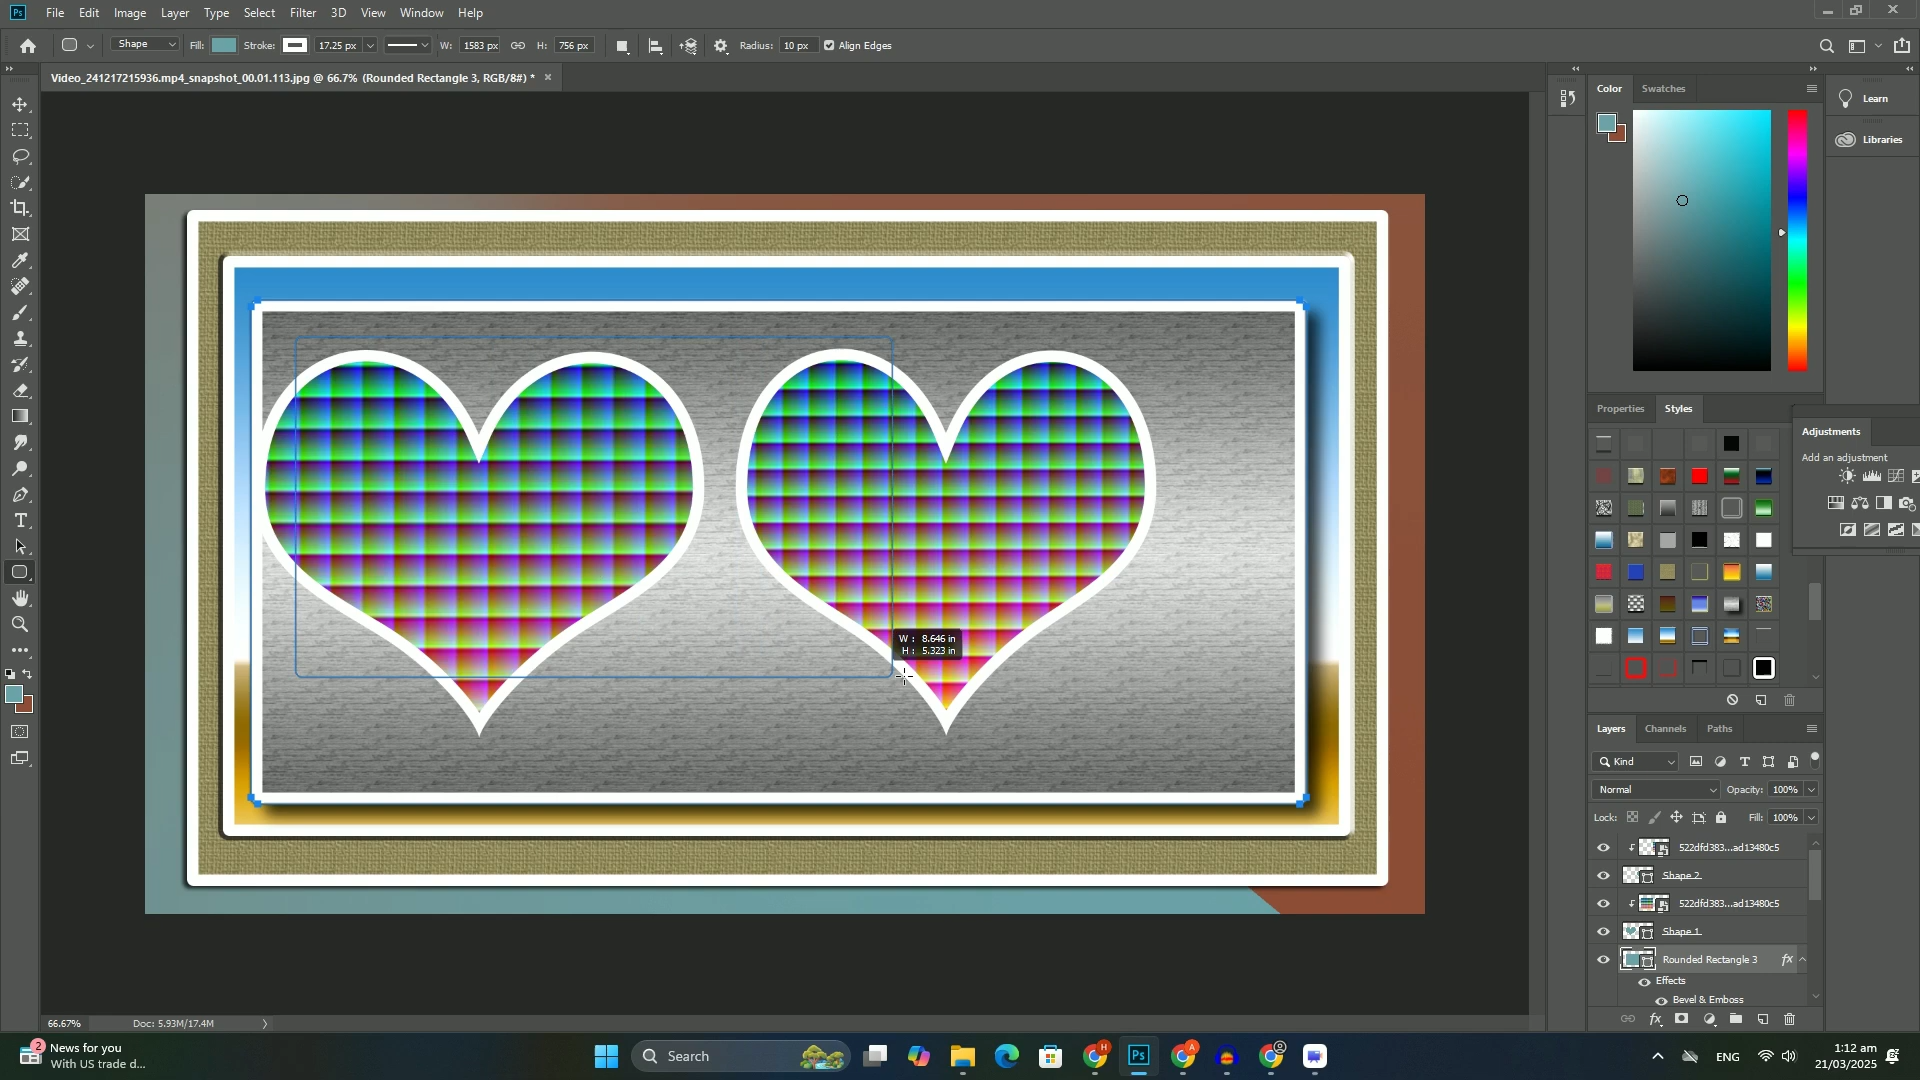 Ps File Edit Image Layer Type Select Filter 3D View Window Help
Shape Fill: Stroke: 17.25 px W: 1583 px H: 756 px Radius: 10 px Align Edges
Video_241217215936.mp4_snapshot_00.01.113.jpg @ 66.7% (Rounded Rectangle 3, RGB/8#) *
Color Swatches
Learn
Libraries
Properties Styles
Adjustments
Add an adjustment
W : 8.646 in
H : 5.323 in
Layers Channels Paths
Kind
Normal Opacity: 100%
Lock: Fill: 100%
522dfd383...ad13480c5
Shape 2
522dfd383...ad13480c5
Shape 1
Rounded Rectangle 3 fx
Effects
Bevel & Emboss
fx
66.67% Doc: 5.93M/17.4M
2 News for you
With US trade d...
Search
H
Ps
A
ENG
1:12 am
21/03/2025